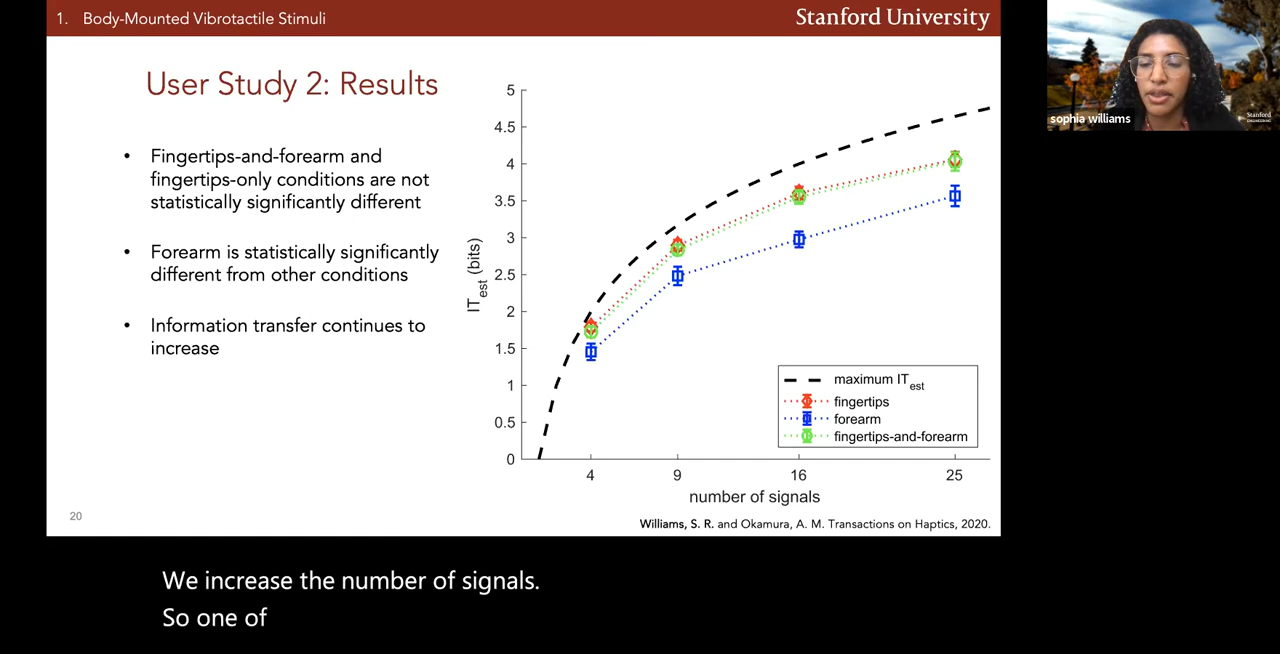 1. Body-Mounted Vibrotactile Stimuli
Stanford University
User Study 2: Results
• Fingertips-and-forearm and
fingertips-only conditions are not
statistically significantly different
• Forearm is statistically significantly
different from other conditions
• Information transfer continues to
increase
5
4.5
4
3.5
3
2.5
2
1.5
1
0.5
0
IT_est (bits)
4 9 16 25
number of signals
maximum IT_est
fingertips
forearm
fingertips-and-forearm
20
Williams, S. R. and Okamura, A. M. Transactions on Haptics, 2020.
sophia williams
Stanford
ENGINEERING
We increase the number of signals.
So one of